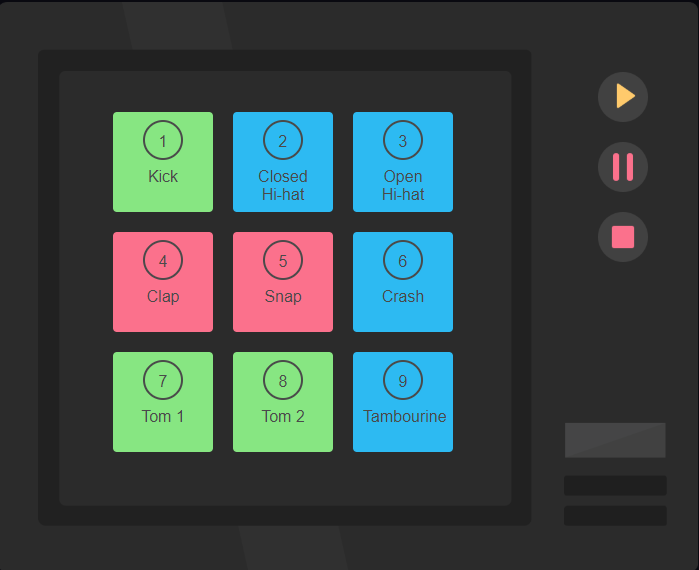 1
Kick
2
Closed
Hi-hat
3
Open
Hi-hat
4
Clap
5
Snap
6
Crash
7
Tom 1
8
Tom 2
9
Tambourine